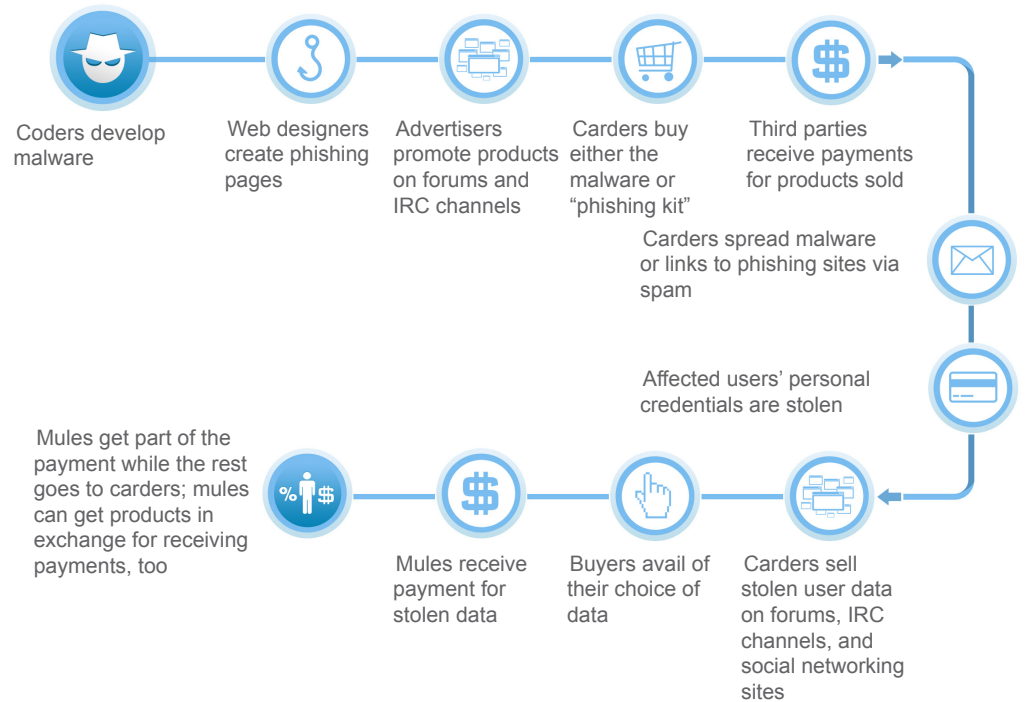 Coders develop
malware
Web designers
create phishing
pages
Advertisers
promote products
on forums and
IRC channels
Carders buy
either the
malware or
“phishing kit”
Third parties
receive payments
for products sold
Carders spread malware
or links to phishing sites via
spam
Affected users’ personal
credentials are stolen
Carders sell
stolen user data
on forums, IRC
channels, and
social networking
sites
Buyers avail of
their choice of
data
Mules receive
payment for
stolen data
Mules get part of the
payment while the rest
goes to carders; mules
can get products in
exchange for receiving
payments, too